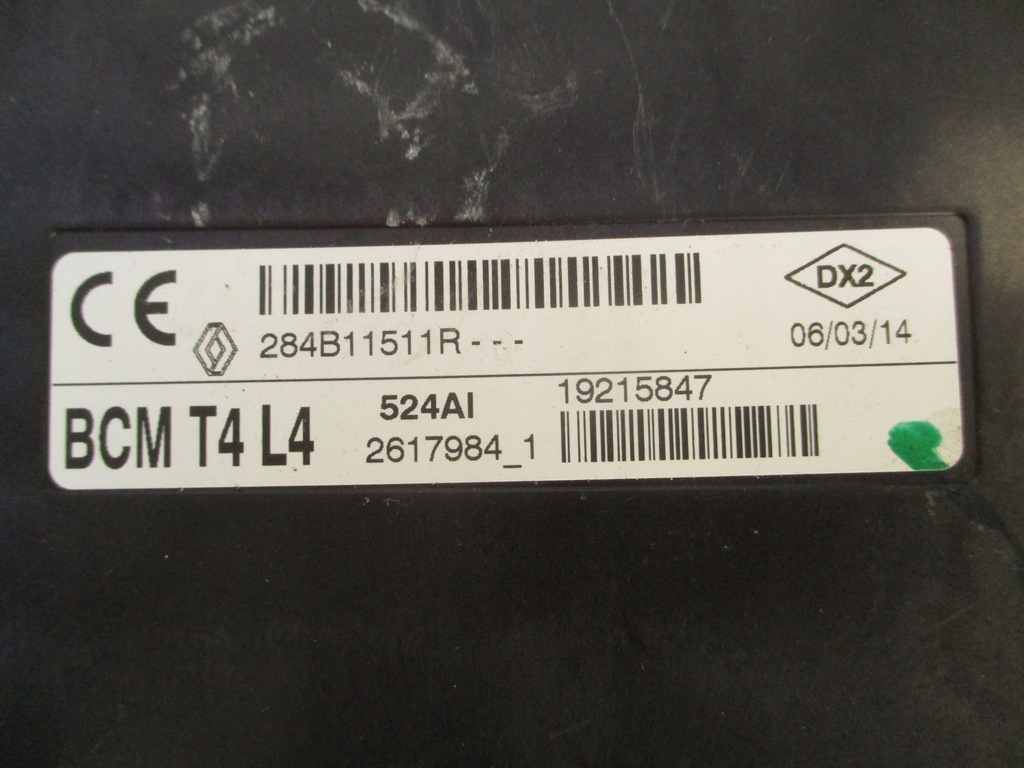 CE
284B11511R - - -
DX2
06/03/14
BCM T4 L4
524AI
2617984_1
19215847